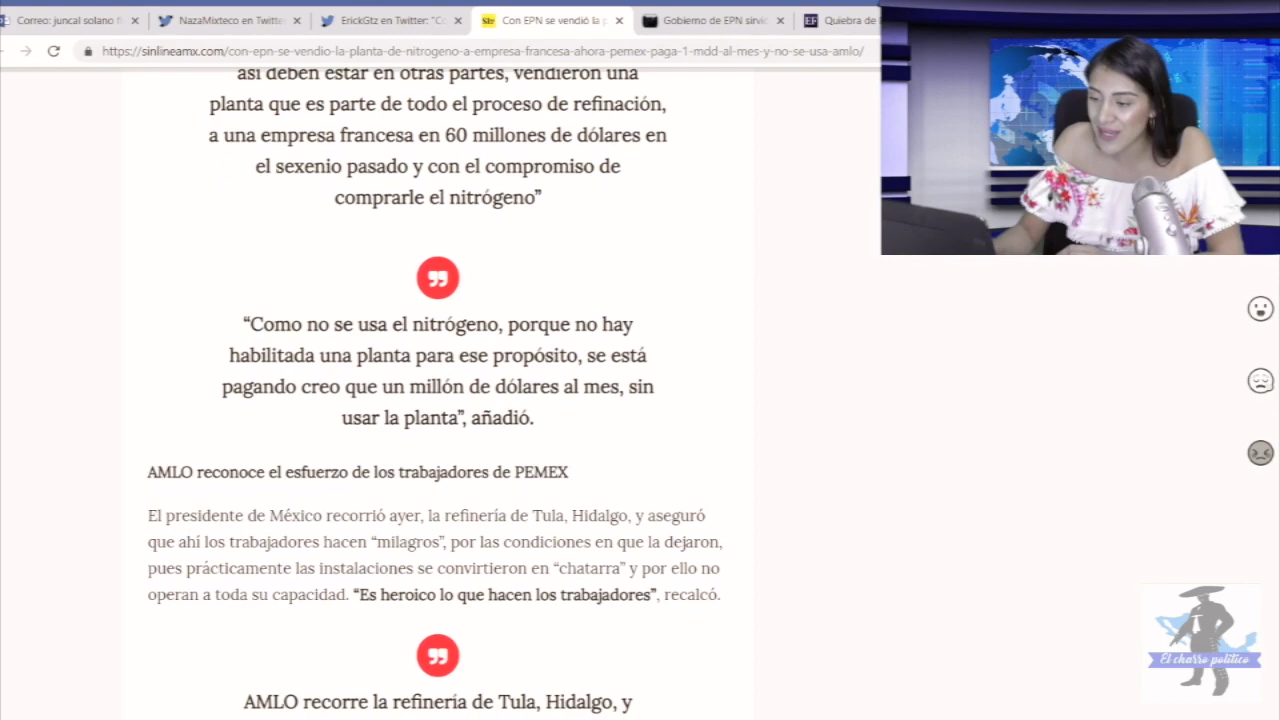 Correo: juncal solano f
NazaMixteco en Twitte
ErickGtz en Twitter: "Co
Sl*
Con EPN se vendió la p
Gobierno de EPN sirvió
EF
Quiebra de
https://sinlineamx.com/con-epn-se-vendio-la-planta-de-nitrogeno-a-empresa-francesa-ahora-pemex-paga-1-mdd-al-mes-y-no-se-usa-amlo/
así deben estar en otras partes, vendieron una
planta que es parte de todo el proceso de refinación,
a una empresa francesa en 60 millones de dólares en
el sexenio pasado y con el compromiso de
comprarle el nitrógeno”
“Como no se usa el nitrógeno, porque no hay
habilitada una planta para ese propósito, se está
pagando creo que un millón de dólares al mes, sin
usar la planta”, añadió.
AMLO reconoce el esfuerzo de los trabajadores de PEMEX
El presidente de México recorrió ayer, la refinería de Tula, Hidalgo, y aseguró
que ahí los trabajadores hacen “milagros”, por las condiciones en que la dejaron,
pues prácticamente las instalaciones se convirtieron en “chatarra” y por ello no
operan a toda su capacidad. “Es heroico lo que hacen los trabajadores”, recalcó.
AMLO recorre la refinería de Tula, Hidalgo, y
El charro político